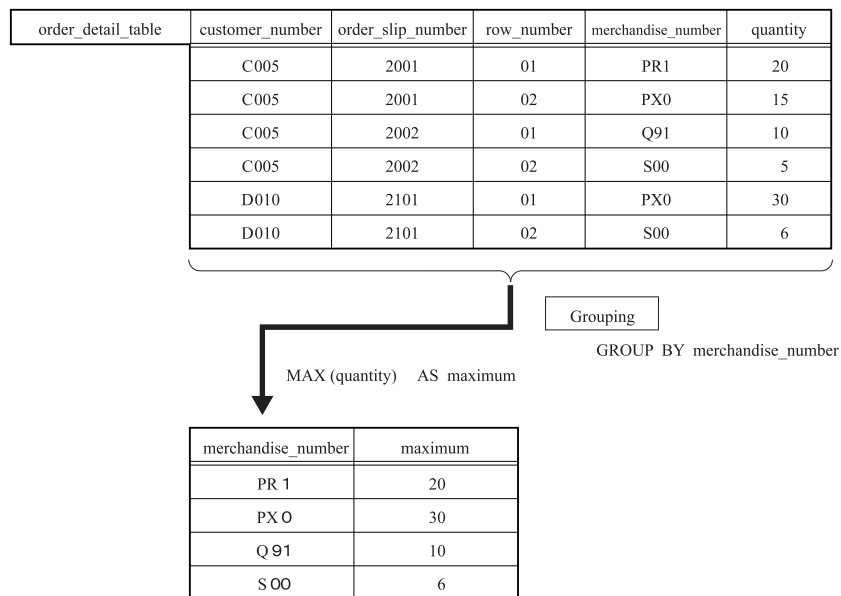 order_detail_table customer_number order_slip_number row_number merchandise_number quantity
C005 2001 01 PR1 20
C005 2001 02 PX0 15
C005 2002 01 Q91 10
C005 2002 02 S00 5
D010 2101 01 PX0 30
D010 2101 02 S00 6
Grouping
GROUP BY merchandise_number
MAX (quantity) AS maximum
merchandise_number maximum
PR 1 20
PX 0 30
Q 91 10
S 00 6